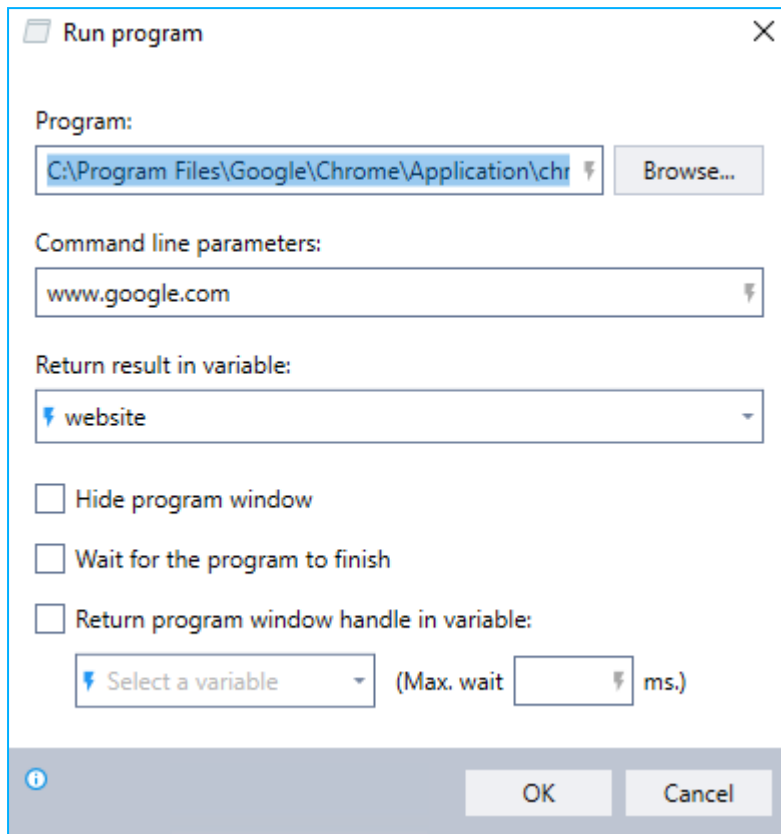 Run program
Program:
C:\Program Files\Google\Chrome\Application\chr
Browse...
Command line parameters:
www.google.com
Return result in variable:
website
Hide program window
Wait for the program to finish
Return program window handle in variable:
Select a variable (Max. wait ms.)
OK Cancel